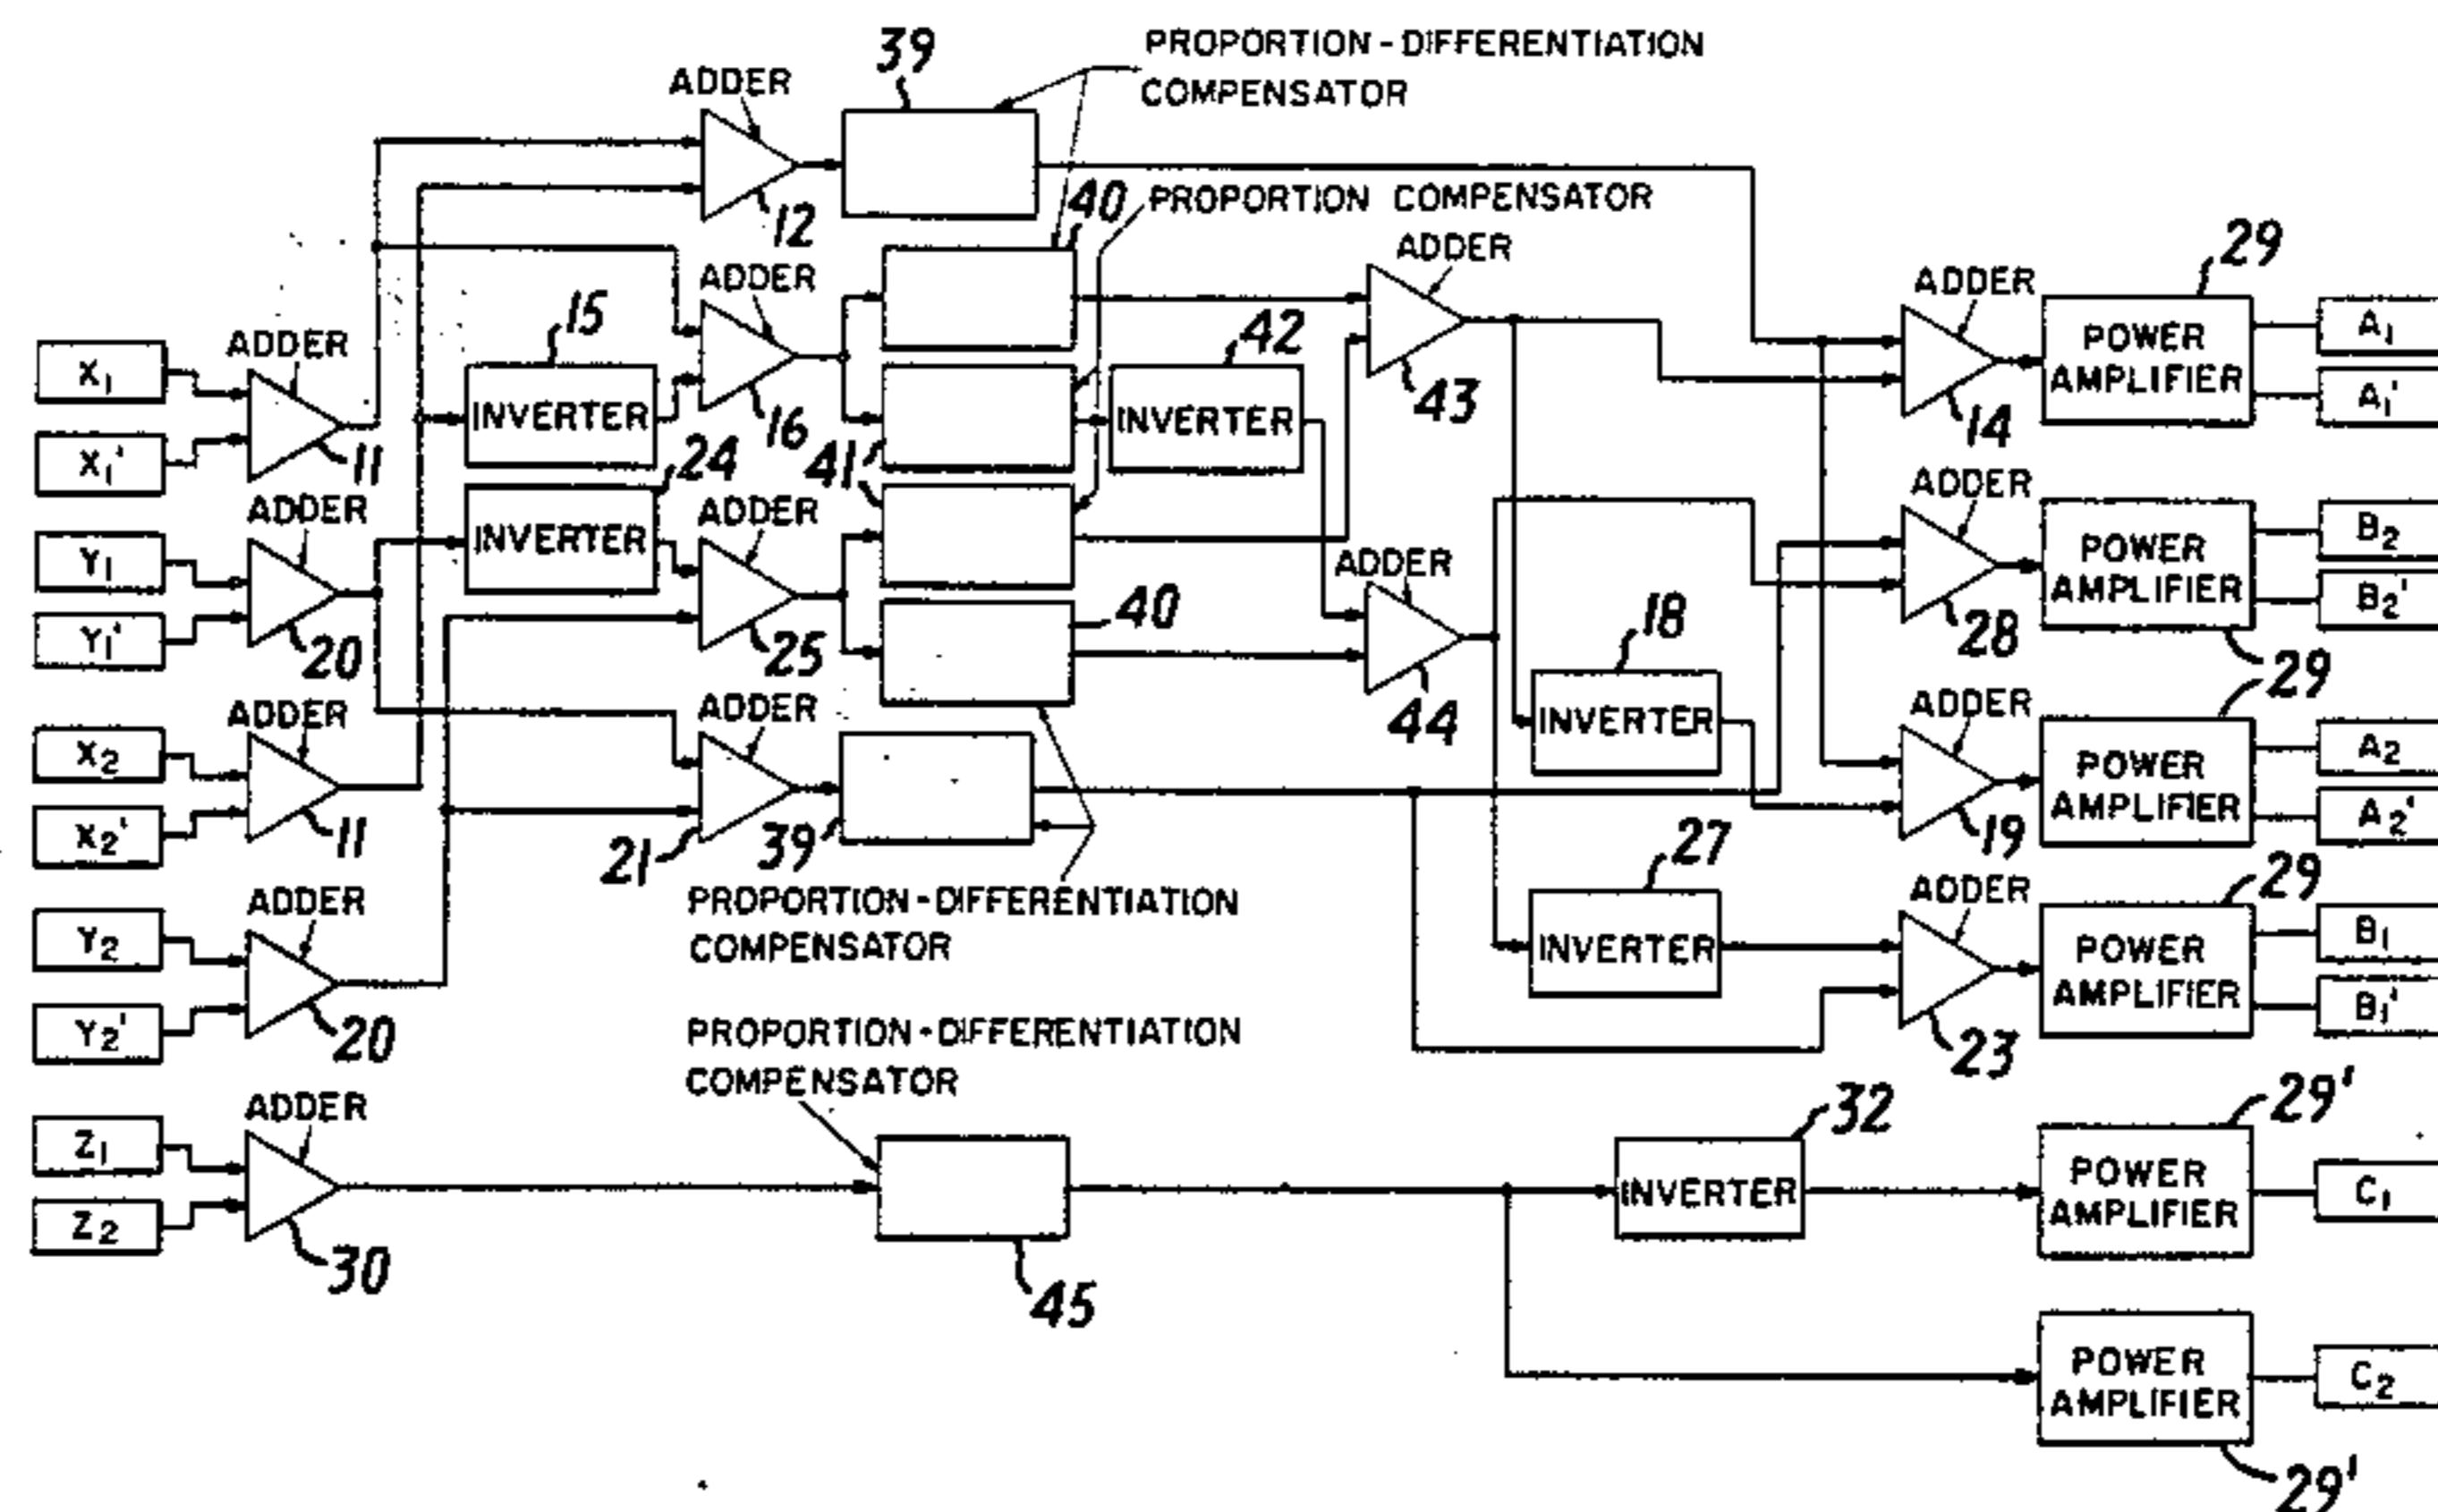 39
PROPORTION-DIFFERENTIATION
COMPENSATOR
ADDER
12
40
PROPORTION COMPENSATOR
ADDER
ADDER
29
ADDER
15
16
42
43
14
POWER
AMPLIFIER
A1
A1'
X1
X1'
ADDER
11
INVERTER
INVERTER
24
INVERTER
41
ADDER
25
ADDER
28
POWER
AMPLIFIER
B2
B2'
29
Y1
Y1'
ADDER
20
40
ADDER
44
18
INVERTER
ADDER
19
POWER
AMPLIFIER
A2
A2'
29
X2
X2'
ADDER
11
ADDER
21
39
27
INVERTER
ADDER
23
POWER
AMPLIFIER
B1
B1'
PROPORTION-DIFFERENTIATION
COMPENSATOR
Y2
Y2'
ADDER
20
PROPORTION-DIFFERENTIATION
COMPENSATOR
Z1
Z2
ADDER
30
45
32
INVERTER
29'
POWER
AMPLIFIER
C1
POWER
AMPLIFIER
C2
29'